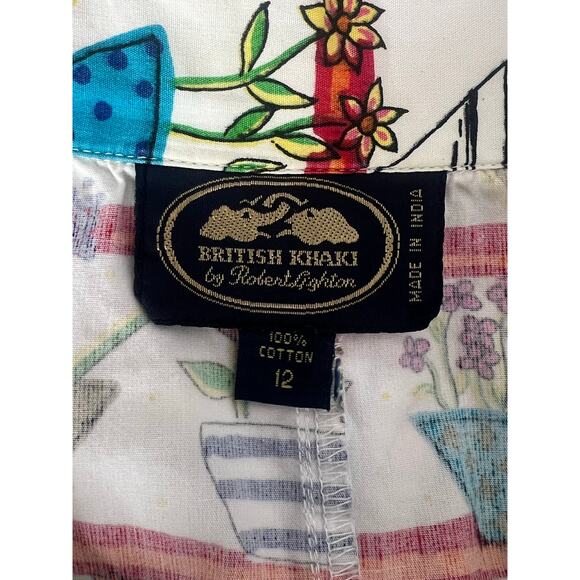 BRITISH KHAKI
by Robert Lighton
MADE IN INDIA
100%
COTTON
12